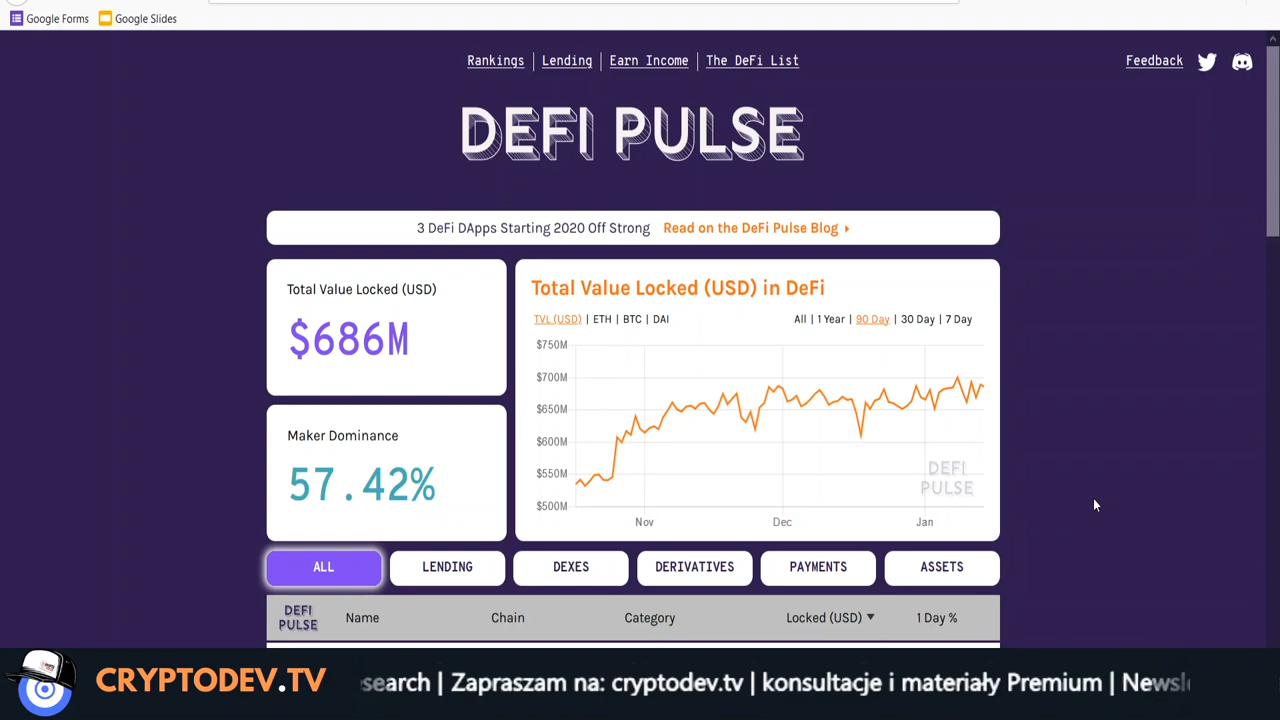 Google Forms Google Slides
Rankings | Lending | Earn Income | The DeFi List
Feedback
DEFI PULSE
3 DeFi DApps Starting 2020 Off Strong Read on the DeFi Pulse Blog
Total Value Locked (USD)
$686M
Maker Dominance
57.42%
Total Value Locked (USD) in DeFi
TVL (USD) | ETH | BTC | DAI
All | 1 Year | 90 Day | 30 Day | 7 Day
$750M
$700M
$650M
$600M
$550M
$500M
Nov Dec Jan
DEFI
PULSE
ALL LENDING DEXES DERIVATIVES PAYMENTS ASSETS
DEFI
PULSE
Name Chain Category Locked (USD) 1 Day %
CRYPTODEV.TV
search | Zapraszam na: cryptodev.tv | konsultacje i materiały Premium |